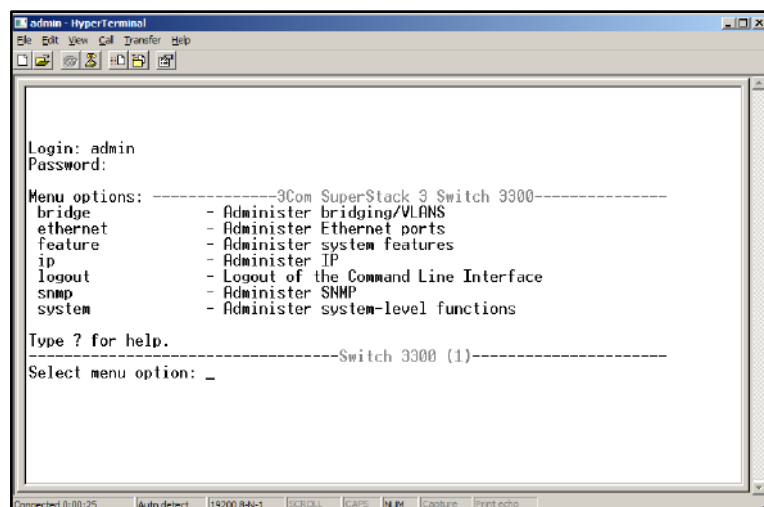 admin - HyperTerminal
File Edit View Call Transfer Help
Login: admin
Password:
Menu options: --------------3Com SuperStack 3 Switch 3300---------------
bridge - Administer bridging/VLANS
ethernet - Administer Ethernet ports
feature - Administer system features
ip - Administer IP
logout - Logout of the Command Line Interface
snmp - Administer SNMP
system - Administer system-level functions
Type ? for help.
-----------------------------------Switch 3300 (1)----------------------
Select menu option: _
Connected 0:00:25 Auto detect 19200 8-N-1 SCROLL CAPS NUM Capture Print echo